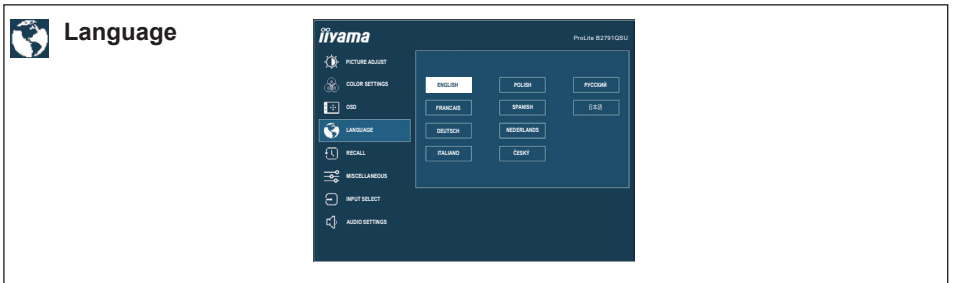 Language
iiyama
ProLite B2791QSU
PICTURE ADJUST
COLOR SETTINGS
OSD
LANGUAGE
RECALL
MISCELLANEOUS
INPUT SELECT
AUDIO SETTINGS
ENGLISH POLISH РУССКИЙ
FRANCAIS SPANISH 日本語
DEUTSCH NEDERLANDS
ITALIANO ČESKÝ